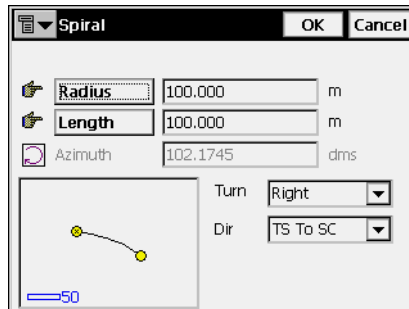 Spiral OK Cancel
Radius 100.000 m
Length 100.000 m
Azimuth 102.1745 dms
Turn Right
Dir TS To SC
50